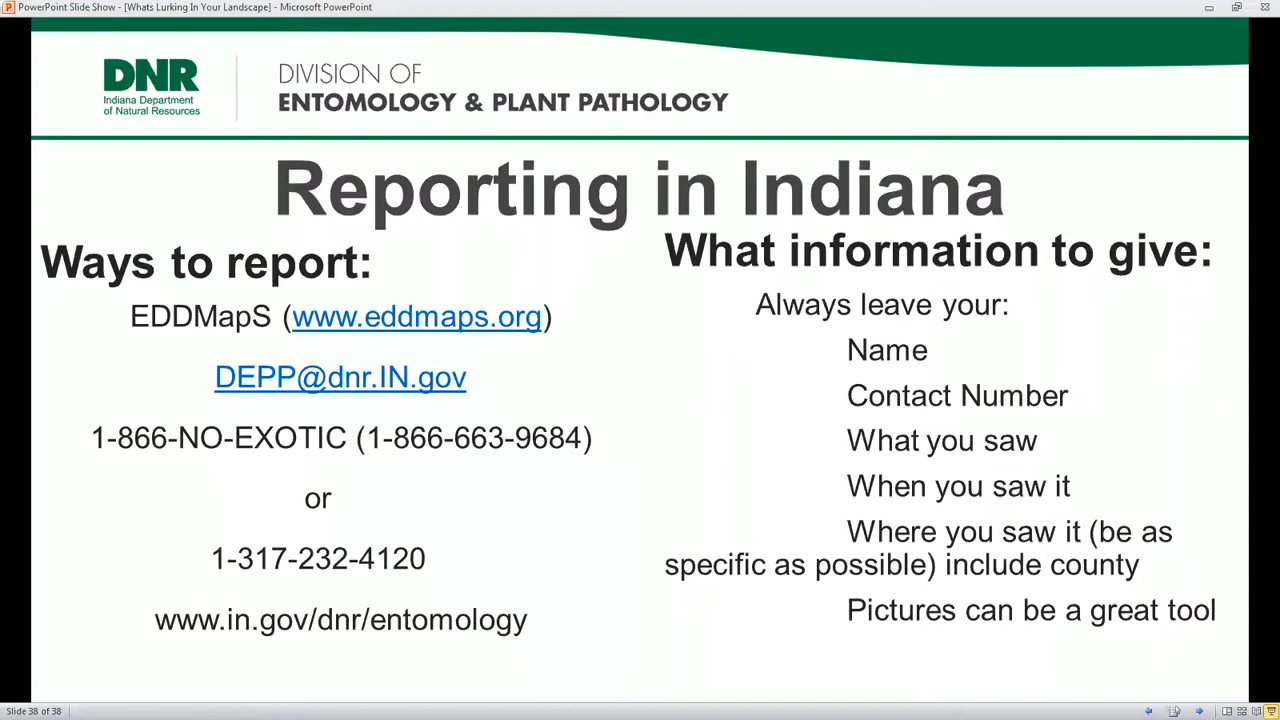 PowerPoint Slide Show - [Whats Lurking In Your Landscape] - Microsoft PowerPoint
DNR
Indiana Department
of Natural Resources
DIVISION OF
ENTOMOLOGY & PLANT PATHOLOGY
Reporting in Indiana
Ways to report:
EDDMapS (www.eddmaps.org)
DEPP@dnr.IN.gov
1-866-NO-EXOTIC (1-866-663-9684)
or
1-317-232-4120
www.in.gov/dnr/entomology
What information to give:
Always leave your:
Name
Contact Number
What you saw
When you saw it
Where you saw it (be as
specific as possible) include county
Pictures can be a great tool
Slide 38 of 38